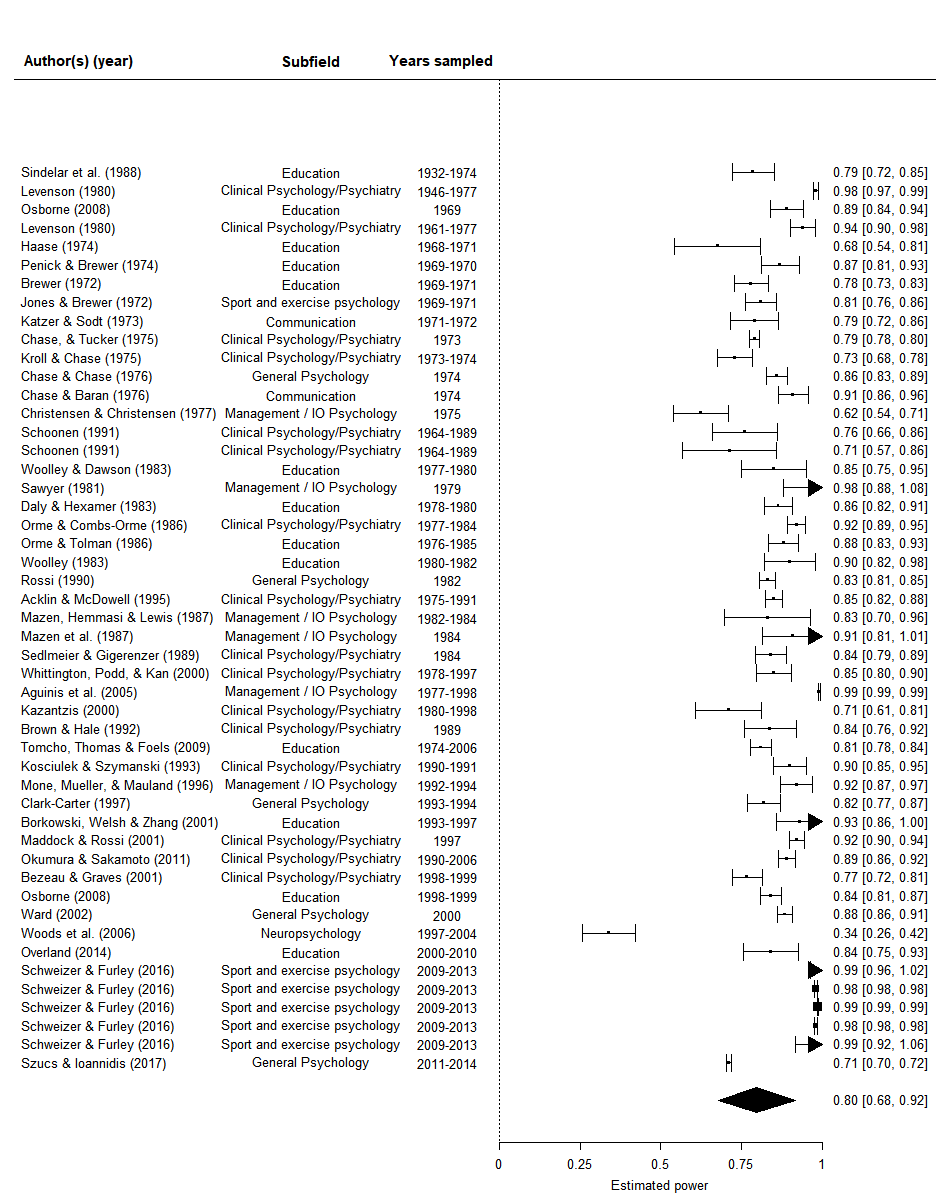 Author(s) (year) Subfield Years sampled
Sindelar et al. (1988) Education 1932-1974 0.79 [0.72, 0.85]
Levenson (1980) Clinical Psychology/Psychiatry 1946-1977 0.98 [0.97, 0.99]
Osborne (2008) Education 1969 0.89 [0.84, 0.94]
Levenson (1980) Clinical Psychology/Psychiatry 1961-1977 0.94 [0.90, 0.98]
Haase (1974) Education 1968-1971 0.68 [0.54, 0.81]
Penick & Brewer (1974) Education 1969-1970 0.87 [0.81, 0.93]
Brewer (1972) Education 1969-1971 0.78 [0.73, 0.83]
Jones & Brewer (1972) Sport and exercise psychology 1969-1971 0.81 [0.76, 0.86]
Katzer & Sodt (1973) Communication 1971-1972 0.79 [0.72, 0.86]
Chase, & Tucker (1975) Clinical Psychology/Psychiatry 1973 0.79 [0.78, 0.80]
Kroll & Chase (1975) Clinical Psychology/Psychiatry 1973-1974 0.73 [0.68, 0.78]
Chase & Chase (1976) General Psychology 1974 0.86 [0.83, 0.89]
Chase & Baran (1976) Communication 1974 0.91 [0.86, 0.96]
Christensen & Christensen (1977) Management / IO Psychology 1975 0.62 [0.54, 0.71]
Schoonen (1991) Clinical Psychology/Psychiatry 1964-1989 0.76 [0.66, 0.86]
Schoonen (1991) Clinical Psychology/Psychiatry 1964-1989 0.71 [0.57, 0.86]
Woolley & Dawson (1983) Education 1977-1980 0.85 [0.75, 0.95]
Sawyer (1981) Management / IO Psychology 1979 0.98 [0.88, 1.08]
Daly & Hexamer (1983) Education 1978-1980 0.86 [0.82, 0.91]
Orme & Combs-Orme (1986) Clinical Psychology/Psychiatry 1977-1984 0.92 [0.89, 0.95]
Orme & Tolman (1986) Education 1976-1985 0.88 [0.83, 0.93]
Woolley (1983) Education 1980-1982 0.90 [0.82, 0.98]
Rossi (1990) General Psychology 1982 0.83 [0.81, 0.85]
Acklin & McDowell (1995) Clinical Psychology/Psychiatry 1975-1991 0.85 [0.82, 0.88]
Mazen, Hemmasi & Lewis (1987) Management / IO Psychology 1982-1984 0.83 [0.70, 0.96]
Mazen et al. (1987) Management / IO Psychology 1984 0.91 [0.81, 1.01]
Sedlmeier & Gigerenzer (1989) Clinical Psychology/Psychiatry 1984 0.84 [0.79, 0.89]
Whittington, Podd, & Kan (2000) Clinical Psychology/Psychiatry 1978-1997 0.85 [0.80, 0.90]
Aguinis et al. (2005) Management / IO Psychology 1977-1998 0.99 [0.99, 0.99]
Kazantzis (2000) Clinical Psychology/Psychiatry 1980-1998 0.71 [0.61, 0.81]
Brown & Hale (1992) Clinical Psychology/Psychiatry 1989 0.84 [0.76, 0.92]
Tomcho, Thomas & Foels (2009) Education 1974-2006 0.81 [0.78, 0.84]
Kosciulek & Szymanski (1993) Clinical Psychology/Psychiatry 1990-1991 0.90 [0.85, 0.95]
Mone, Mueller, & Mauland (1996) Management / IO Psychology 1992-1994 0.92 [0.87, 0.97]
Clark-Carter (1997) General Psychology 1993-1994 0.82 [0.77, 0.87]
Borkowski, Welsh & Zhang (2001) Education 1993-1997 0.93 [0.86, 1.00]
Maddock & Rossi (2001) Clinical Psychology/Psychiatry 1997 0.92 [0.90, 0.94]
Okumura & Sakamoto (2011) Clinical Psychology/Psychiatry 1990-2006 0.89 [0.86, 0.92]
Bezeau & Graves (2001) Clinical Psychology/Psychiatry 1998-1999 0.77 [0.72, 0.81]
Osborne (2008) Education 1998-1999 0.84 [0.81, 0.87]
Ward (2002) General Psychology 2000 0.88 [0.86, 0.91]
Woods et al. (2006) Neuropsychology 1997-2004 0.34 [0.26, 0.42]
Overland (2014) Education 2000-2010 0.84 [0.75, 0.93]
Schweizer & Furley (2016) Sport and exercise psychology 2009-2013 0.99 [0.96, 1.02]
Schweizer & Furley (2016) Sport and exercise psychology 2009-2013 0.98 [0.98, 0.98]
Schweizer & Furley (2016) Sport and exercise psychology 2009-2013 0.99 [0.99, 0.99]
Schweizer & Furley (2016) Sport and exercise psychology 2009-2013 0.98 [0.98, 0.98]
Schweizer & Furley (2016) Sport and exercise psychology 2009-2013 0.99 [0.92, 1.06]
Szucs & Ioannidis (2017) General Psychology 2011-2014 0.71 [0.70, 0.72]
0.80 [0.68, 0.92]
0 0.25 0.5 0.75 1
Estimated power